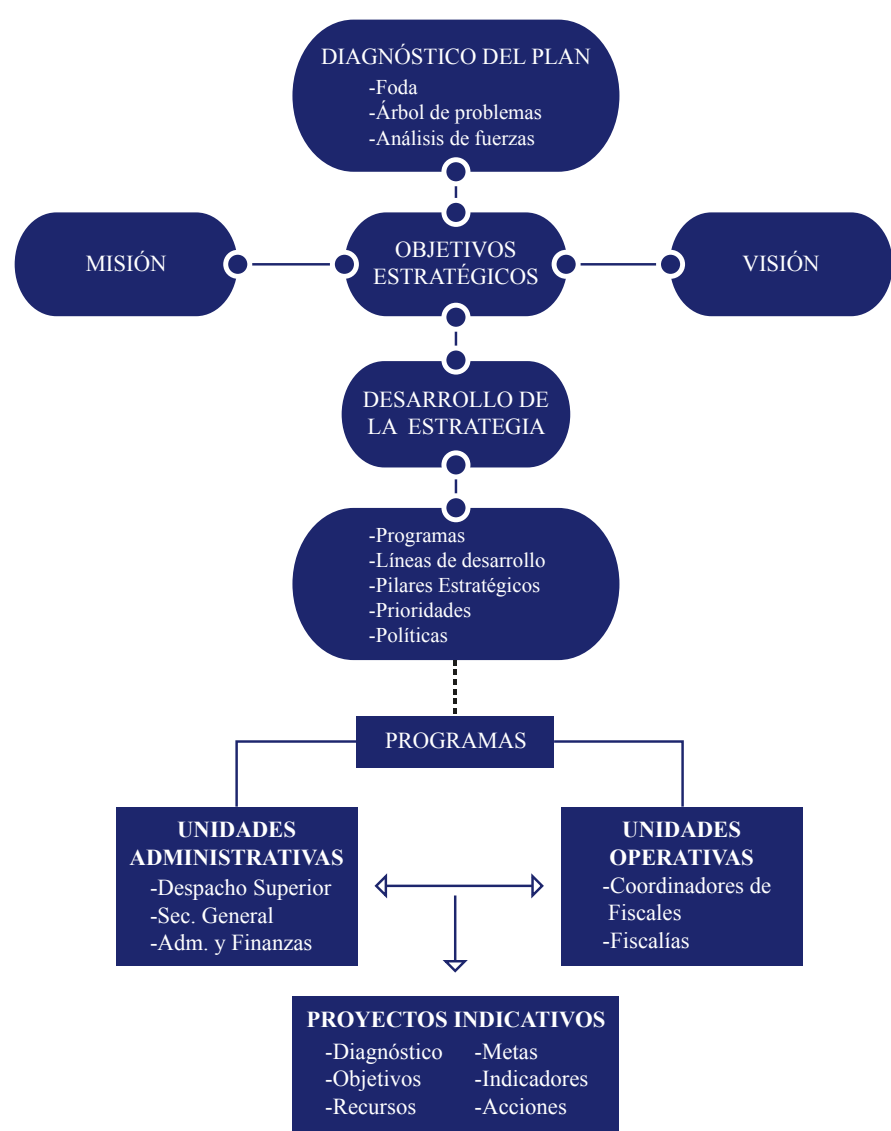 DIAGNÓSTICO DEL PLAN
-Foda
-Árbol de problemas
-Análisis de fuerzas
MISIÓN
OBJETIVOS
ESTRATÉGICOS
VISIÓN
DESARROLLO DE
LA ESTRATEGIA
-Programas
-Líneas de desarrollo
-Pilares Estratégicos
-Prioridades
-Políticas
PROGRAMAS
UNIDADES
ADMINISTRATIVAS
-Despacho Superior
-Sec. General
-Adm. y Finanzas
UNIDADES
OPERATIVAS
-Coordinadores de
Fiscales
-Fiscalías
PROYECTOS INDICATIVOS
-Diagnóstico
-Objetivos
-Recursos
-Metas
-Indicadores
-Acciones